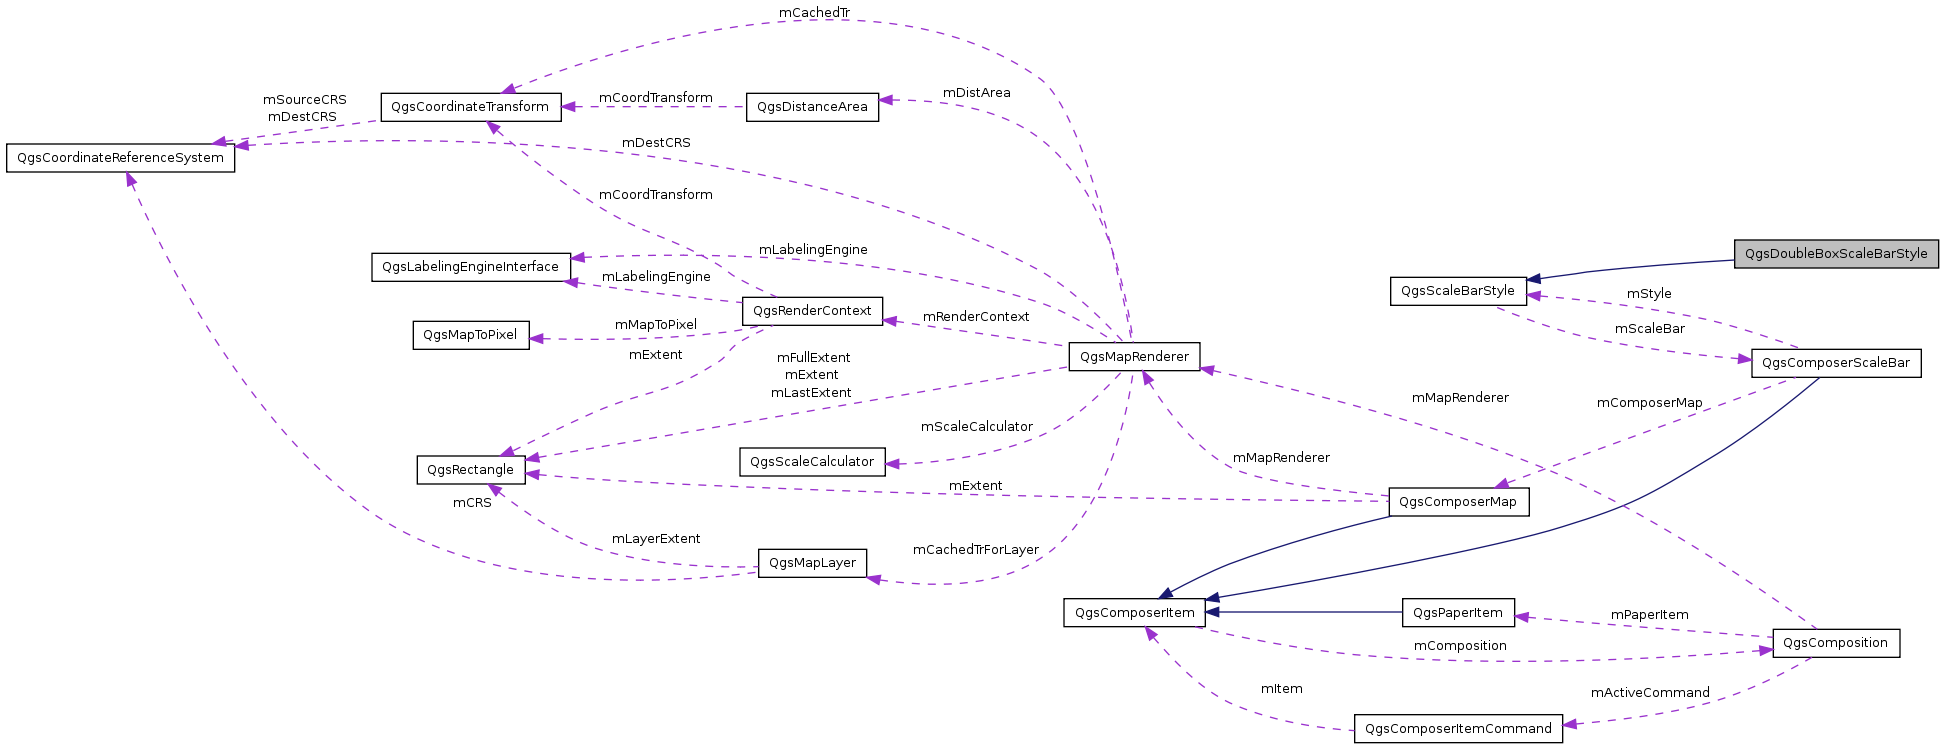 mCachedTr
mDistArea
mSourceCRS
mDestCRS
QgsCoordinateTransform
mCoordTransform
QgsDistanceArea
mDestCRS
QgsCoordinateReferenceSystem
mCoordTransform
mLabelingEngine
QgsDoubleBoxScaleBarStyle
QgsLabelingEngineInterface
mLabelingEngine
QgsScaleBarStyle
mStyle
QgsRenderContext
mRenderContext
mMapToPixel
mScaleBar
QgsMapToPixel
mExtent
mFullExtent
mExtent
mLastExtent
QgsMapRenderer
QgsComposerScaleBar
mMapRenderer
mComposerMap
mScaleCalculator
QgsRectangle
QgsScaleCalculator
mMapRenderer
mExtent
mCRS
QgsComposerMap
mLayerExtent
mCachedTrForLayer
QgsMapLayer
QgsComposerItem
QgsPaperItem
mPaperItem
mComposition
QgsComposition
mItem
mActiveCommand
QgsComposerItemCommand